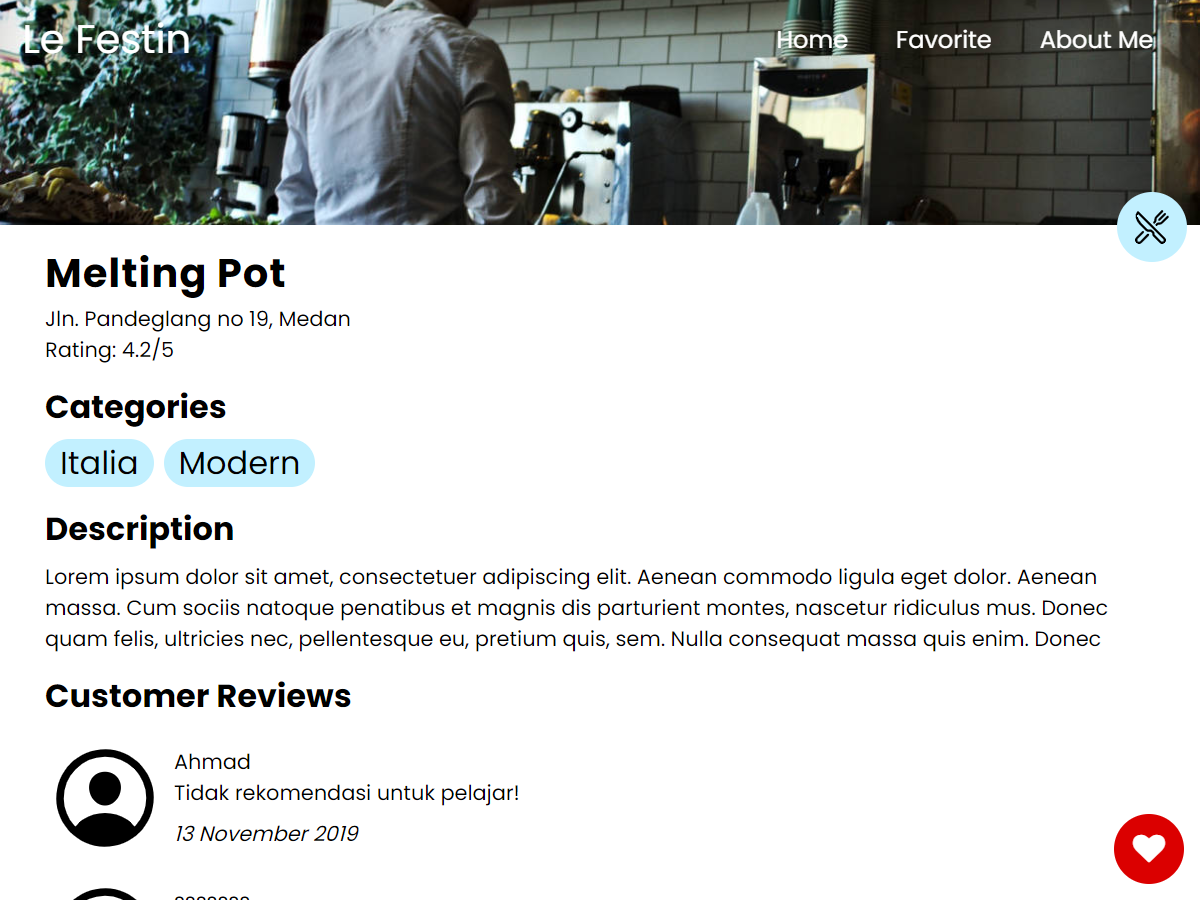 Le Festin
Home Favorite About Me
Melting Pot
Jln. Pandeglang no 19, Medan
Rating: 4.2/5
Categories
Italia Modern
Description
Lorem ipsum dolor sit amet, consectetuer adipiscing elit. Aenean commodo ligula eget dolor. Aenean
massa. Cum sociis natoque penatibus et magnis dis parturient montes, nascetur ridiculus mus. Donec
quam felis, ultricies nec, pellentesque eu, pretium quis, sem. Nulla consequat massa quis enim. Donec
Customer Reviews
Ahmad
Tidak rekomendasi untuk pelajar!
13 November 2019